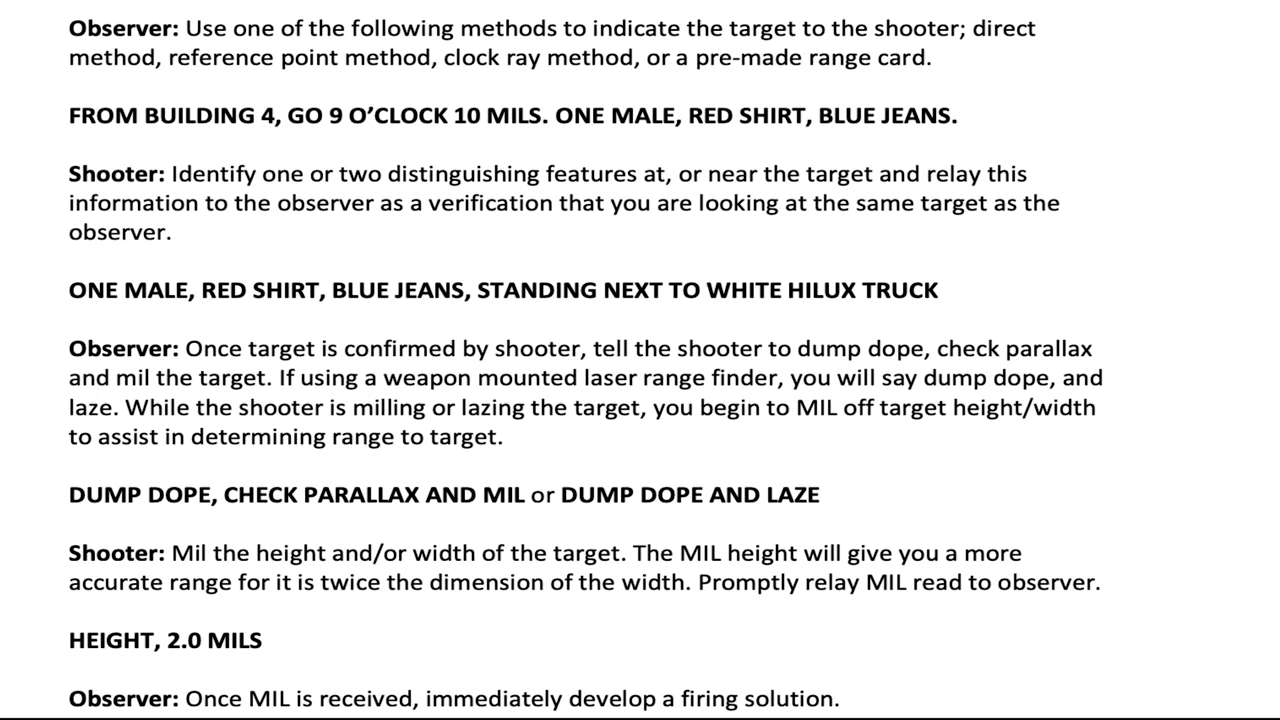 Observer: Use one of the following methods to indicate the target to the shooter; direct
method, reference point method, clock ray method, or a pre-made range card.
FROM BUILDING 4, GO 9 O’CLOCK 10 MILS. ONE MALE, RED SHIRT, BLUE JEANS.
Shooter: Identify one or two distinguishing features at, or near the target and relay this
information to the observer as a verification that you are looking at the same target as the
observer.
ONE MALE, RED SHIRT, BLUE JEANS, STANDING NEXT TO WHITE HILUX TRUCK
Observer: Once target is confirmed by shooter, tell the shooter to dump dope, check parallax
and mil the target. If using a weapon mounted laser range finder, you will say dump dope, and
laze. While the shooter is milling or lazing the target, you begin to MIL off target height/width
to assist in determining range to target.
DUMP DOPE, CHECK PARALLAX AND MIL or DUMP DOPE AND LAZE
Shooter: Mil the height and/or width of the target. The MIL height will give you a more
accurate range for it is twice the dimension of the width. Promptly relay MIL read to observer.
HEIGHT, 2.0 MILS
Observer: Once MIL is received, immediately develop a firing solution.